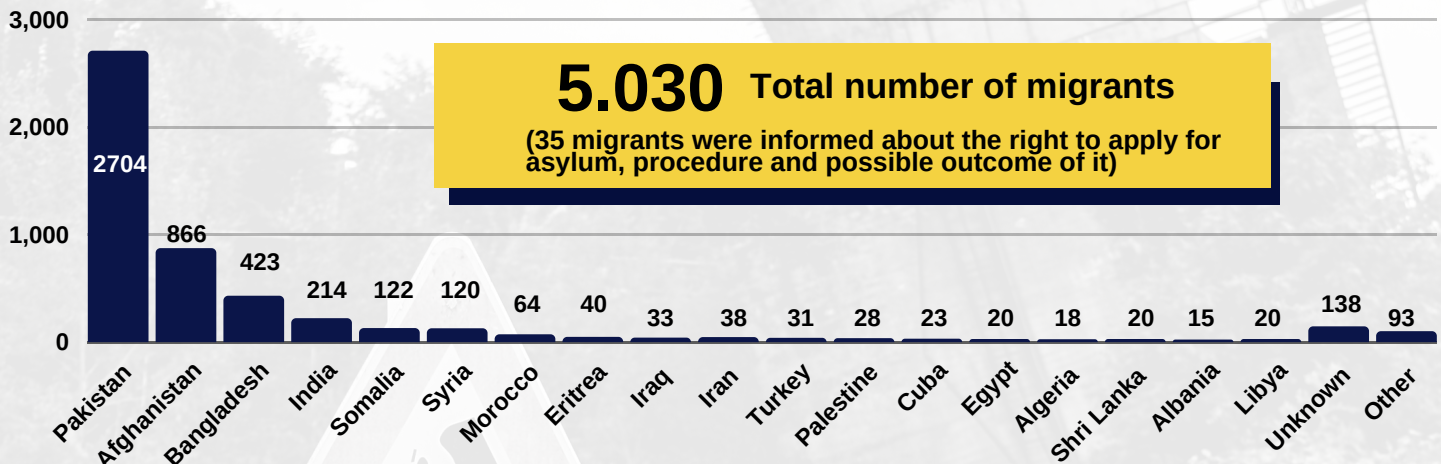 3,000
5.030 Total number of migrants
(35 migrants were informed about the right to apply for
asylum, procedure and possible outcome of it)
2,000
2704
1,000
866
423
214
122
120
64
40
33
38
31
28
23
20
18
20
15
20
138
93
0
Pakistan
Afghanistan
Bangladesh
India
Somalia
Syria
Morocco
Eritrea
Iraq
Iran
Turkey
Palestine
Cuba
Egypt
Algeria
Shri Lanka
Albania
Libya
Unknown
Other